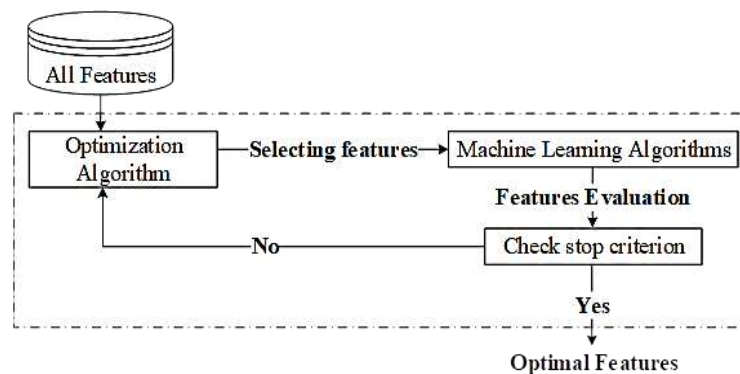 All Features
Optimization
Algorithm
Selecting features
Machine Learning Algorithms
Features Evaluation
No
Check stop criterion
Yes
Optimal Features